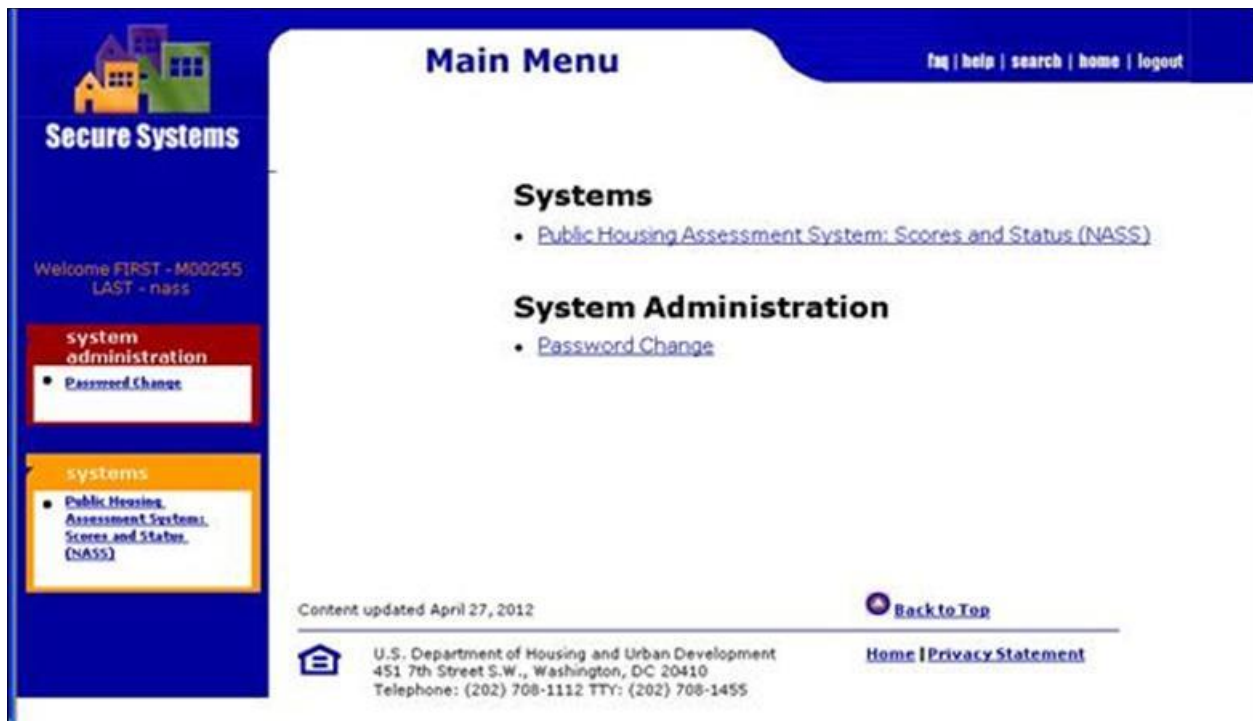 Main Menu
faq | help | search | home | logout
Secure Systems
Welcome FIRST - M00255
LAST - nass
system
administration
• Password Change
systems
• Public Housing
Assessment System:
Scores and Status
(NASS)
Systems
• Public Housing Assessment System: Scores and Status (NASS)
System Administration
• Password Change
Content updated April 27, 2012
Back to Top
U.S. Department of Housing and Urban Development
451 7th Street S.W., Washington, DC 20410
Telephone: (202) 708-1112 TTY: (202) 708-1455
Home | Privacy Statement